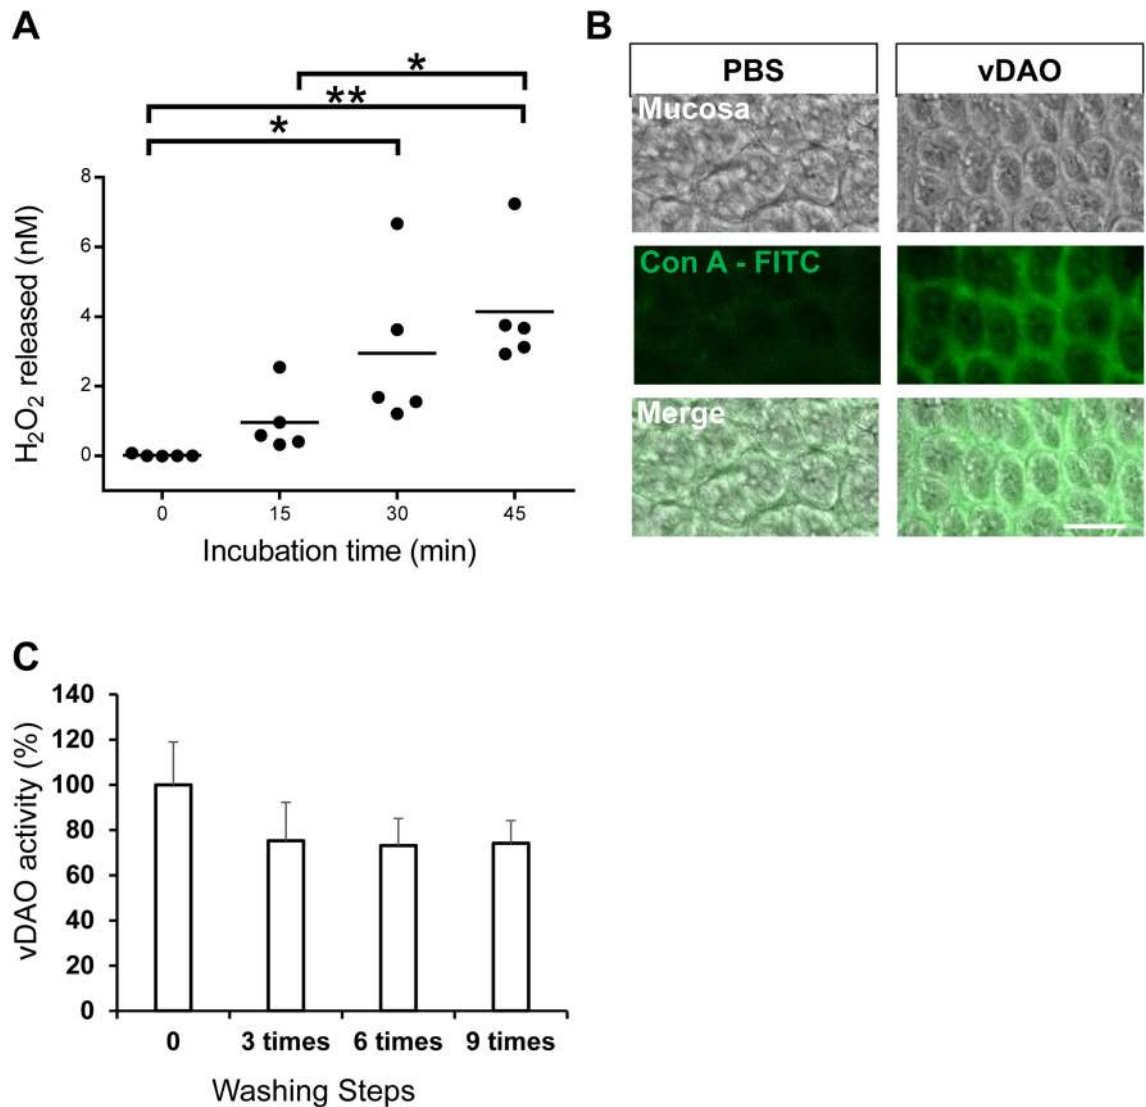 A
*
**
*
8
6
4
2
0
H₂O₂ released (nM)
0 15 30 45
Incubation time (min)
B
PBS vDAO
Mucosa
Con A - FITC
Merge
C
140
120
100
80
60
40
20
0
vDAO activity (%)
0 3 times 6 times 9 times
Washing Steps